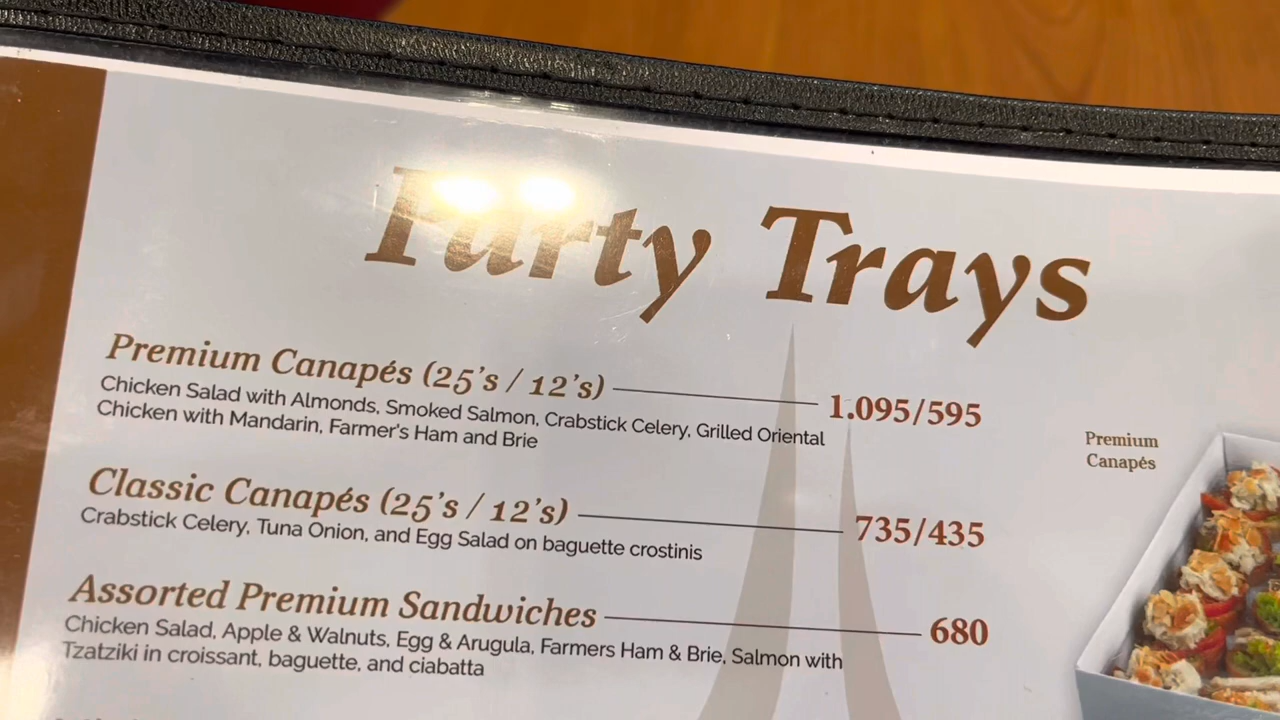 Party Trays
Premium Canapés (25's / 12's) 1.095/595
Chicken Salad with Almonds, Smoked Salmon, Crabstick Celery, Grilled Oriental
Chicken with Mandarin, Farmer's Ham and Brie
Classic Canapés (25's / 12's) 735/435
Crabstick Celery, Tuna Onion, and Egg Salad on baguette crostinis
Assorted Premium Sandwiches 680
Chicken Salad, Apple & Walnuts, Egg & Arugula, Farmers Ham & Brie, Salmon with
Tzatziki in croissant, baguette, and ciabatta
Premium
Canapés